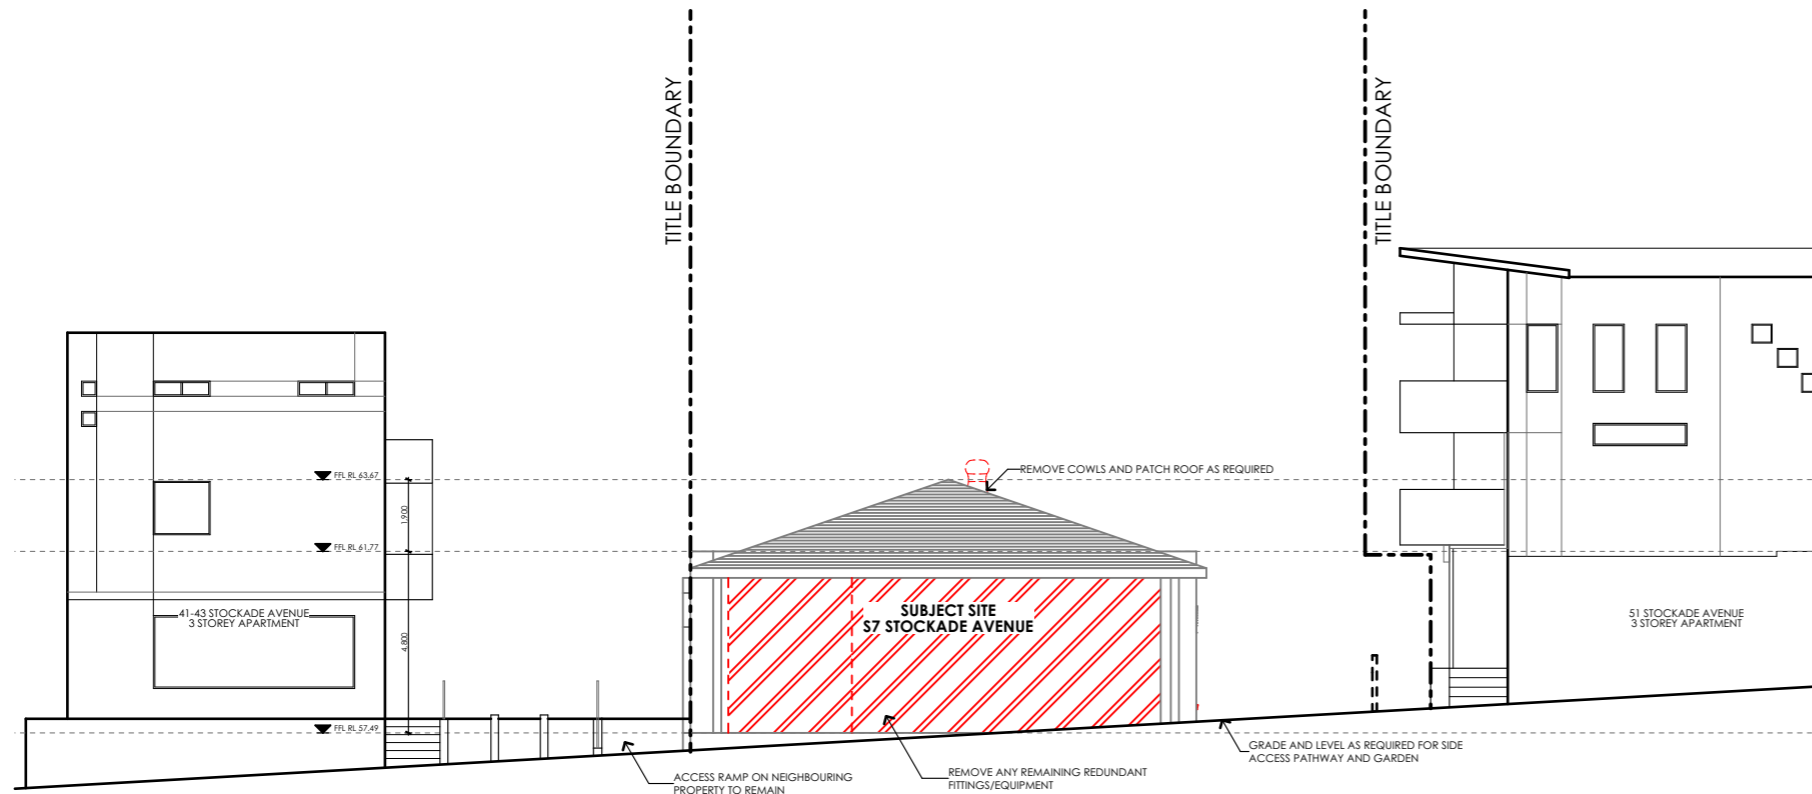 TITLE BOUNDARY
TITLE BOUNDARY
REMOVE COWLS AND PATCH ROOF AS REQUIRED
FFL RL 63.67
1,900
FFL RL 61.77
41-43 STOCKADE AVENUE
3 STOREY APARTMENT
4,800
SUBJECT SITE
S7 STOCKADE AVENUE
51 STOCKADE AVENUE
3 STOREY APARTMENT
FFL RL 57.49
GRADE AND LEVEL AS REQUIRED FOR SIDE
ACCESS PATHWAY AND GARDEN
ACCESS RAMP ON NEIGHBOURING
PROPERTY TO REMAIN
REMOVE ANY REMAINING REDUNDANT
FITTINGS/EQUIPMENT